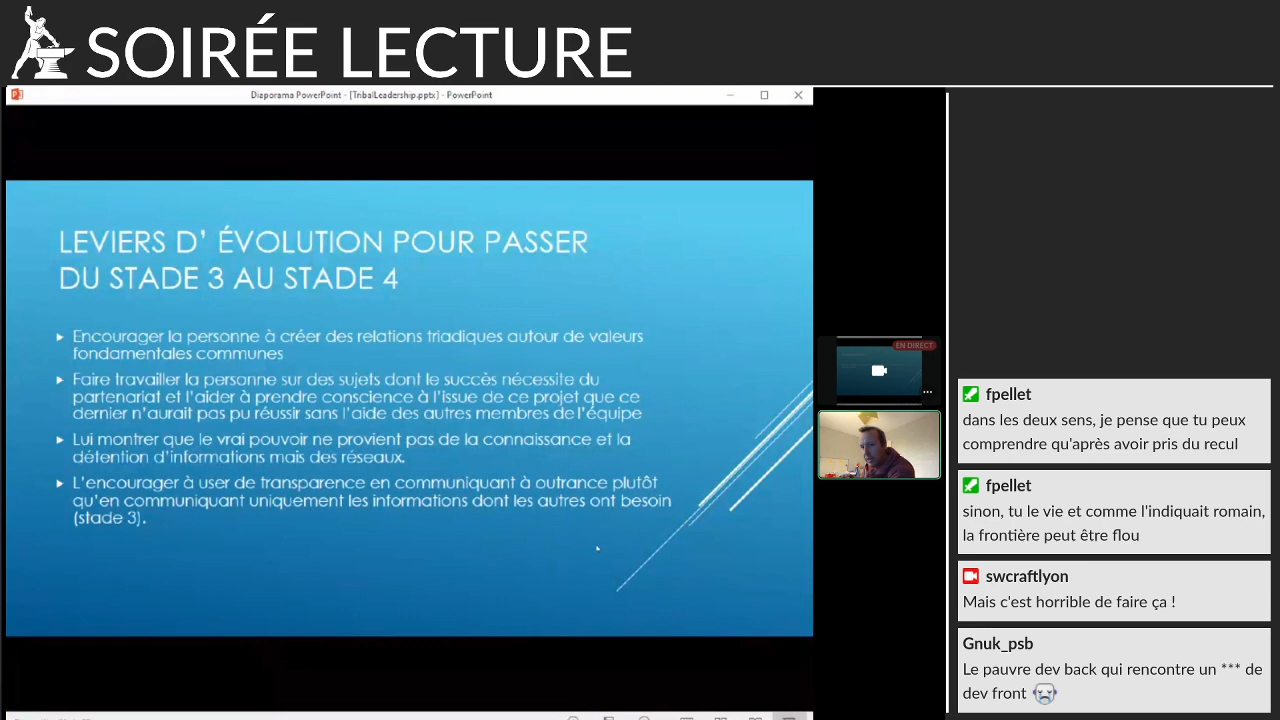 SOIRÉE LECTURE
Diaporama PowerPoint - [TribalLeadership.pptx] - PowerPoint
LEVIERS D' ÉVOLUTION POUR PASSER
DU STADE 3 AU STADE 4
Encourager la personne à créer des relations triadiques autour de valeurs
fondamentales communes
Faire travailler la personne sur des sujets dont le succès nécessite du
partenariat et l'aider à prendre conscience à l'issue de ce projet que ce
dernier n'aurait pas pu réussir sans l'aide des autres membres de l'équipe
Lui montrer que le vrai pouvoir ne provient pas de la connaissance et la
détention d'informations mais des réseaux.
L'encourager à user de transparence en communiquant à outrance plutôt
qu'en communiquant uniquement les informations dont les autres ont besoin
(stade 3).
EN DIRECT
fpellet
dans les deux sens, je pense que tu peux
comprendre qu'après avoir pris du recul
fpellet
sinon, tu le vie et comme l'indiquait romain,
la frontière peut être flou
swcraftlyon
Mais c'est horrible de faire ça !
Gnuk_psb
Le pauvre dev back qui rencontre un *** de
dev front